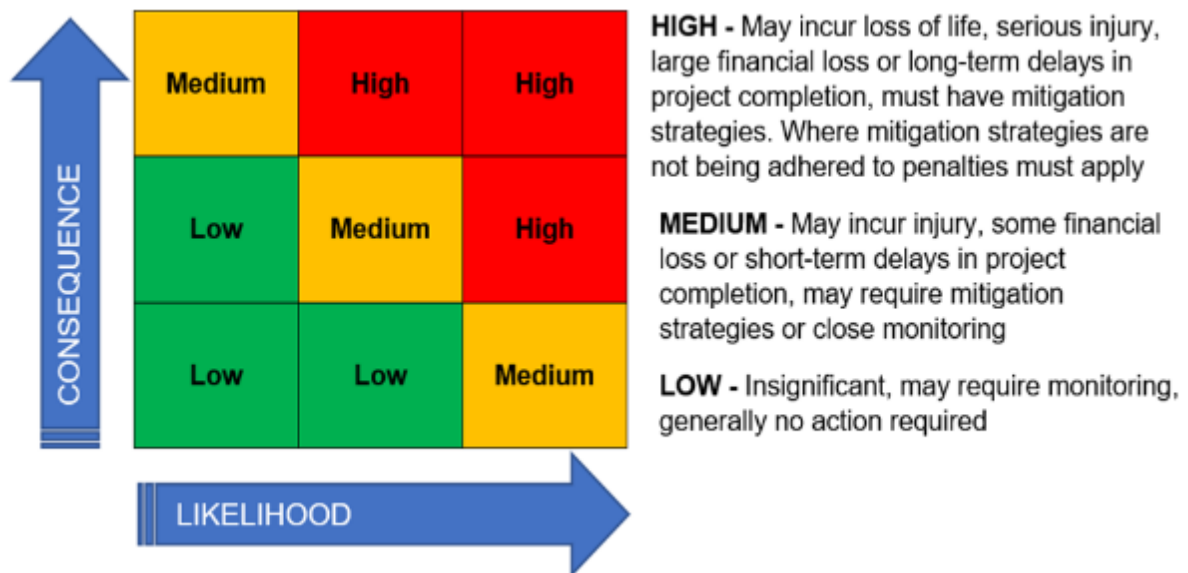 CONSEQUENCE
Medium High High
Low Medium High
Low Low Medium
LIKELIHOOD
HIGH - May incur loss of life, serious injury,
large financial loss or long-term delays in
project completion, must have mitigation
strategies. Where mitigation strategies are
not being adhered to penalties must apply
MEDIUM - May incur injury, some financial
loss or short-term delays in project
completion, may require mitigation
strategies or close monitoring
LOW - Insignificant, may require monitoring,
generally no action required